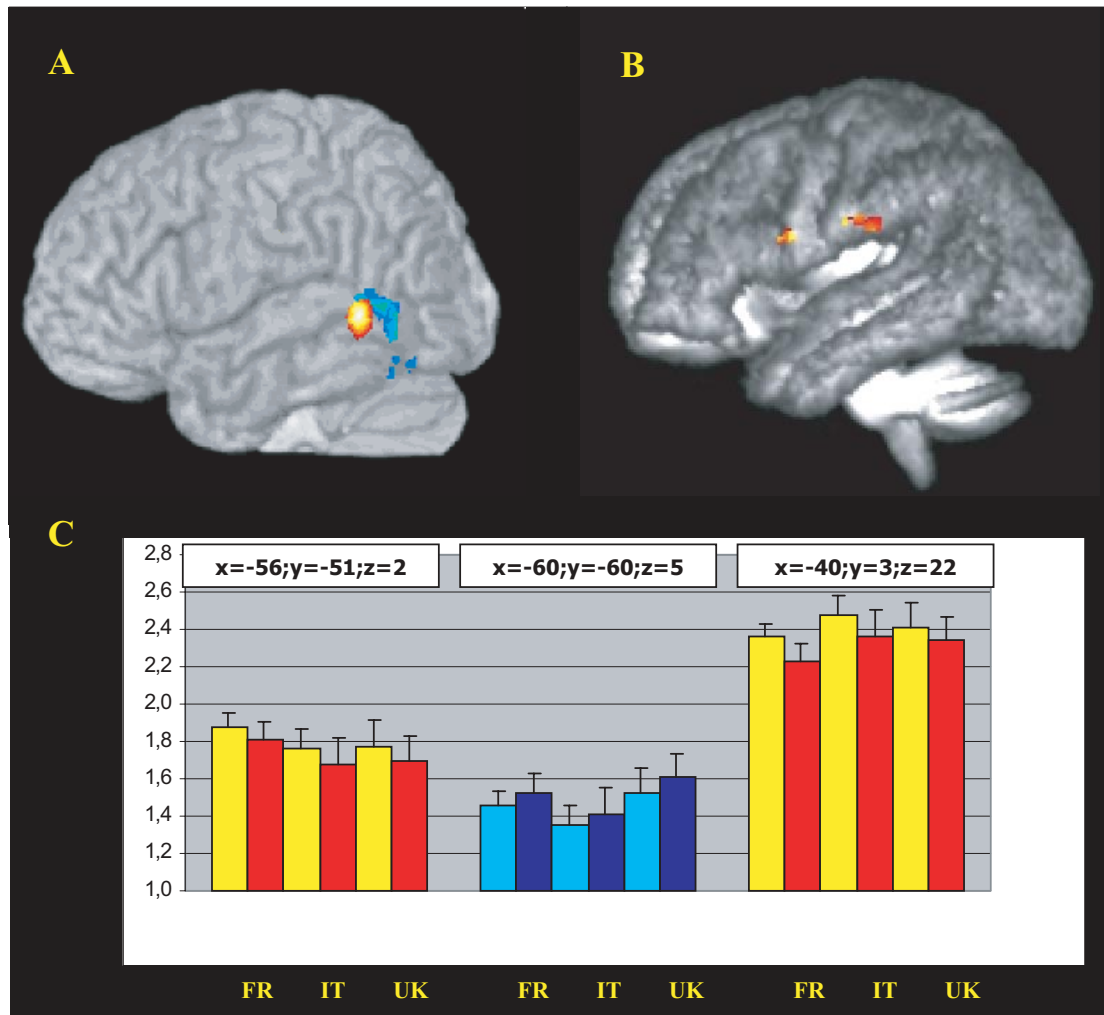 A
B
C
x=-56;y=-51;z=2
x=-60;y=-60;z=5
x=-40;y=3;z=22
2,8
2,6
2,4
2,2
2,0
1,8
1,6
1,4
1,2
1,0
FR IT UK FR IT UK FR IT UK